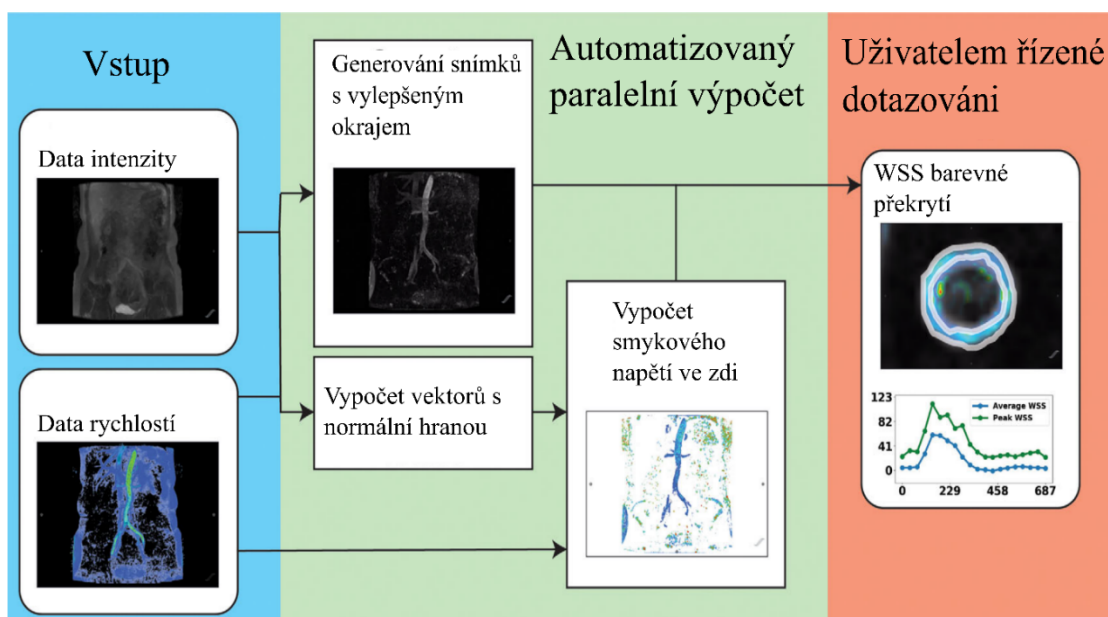 Vstup
Data intenzity
Data rychlostí
Generování snímků
s vylepšeným
okrajem
Vypočet vektorů s
normální hranou
Automatizovaný
paralelní výpočet
Vypočet
smykového
napětí ve zdi
Uživatelem řízené
dotazováni
WSS barevné
překrytí
123
82
41
0
Average WSS
Peak WSS
0 229 458 687